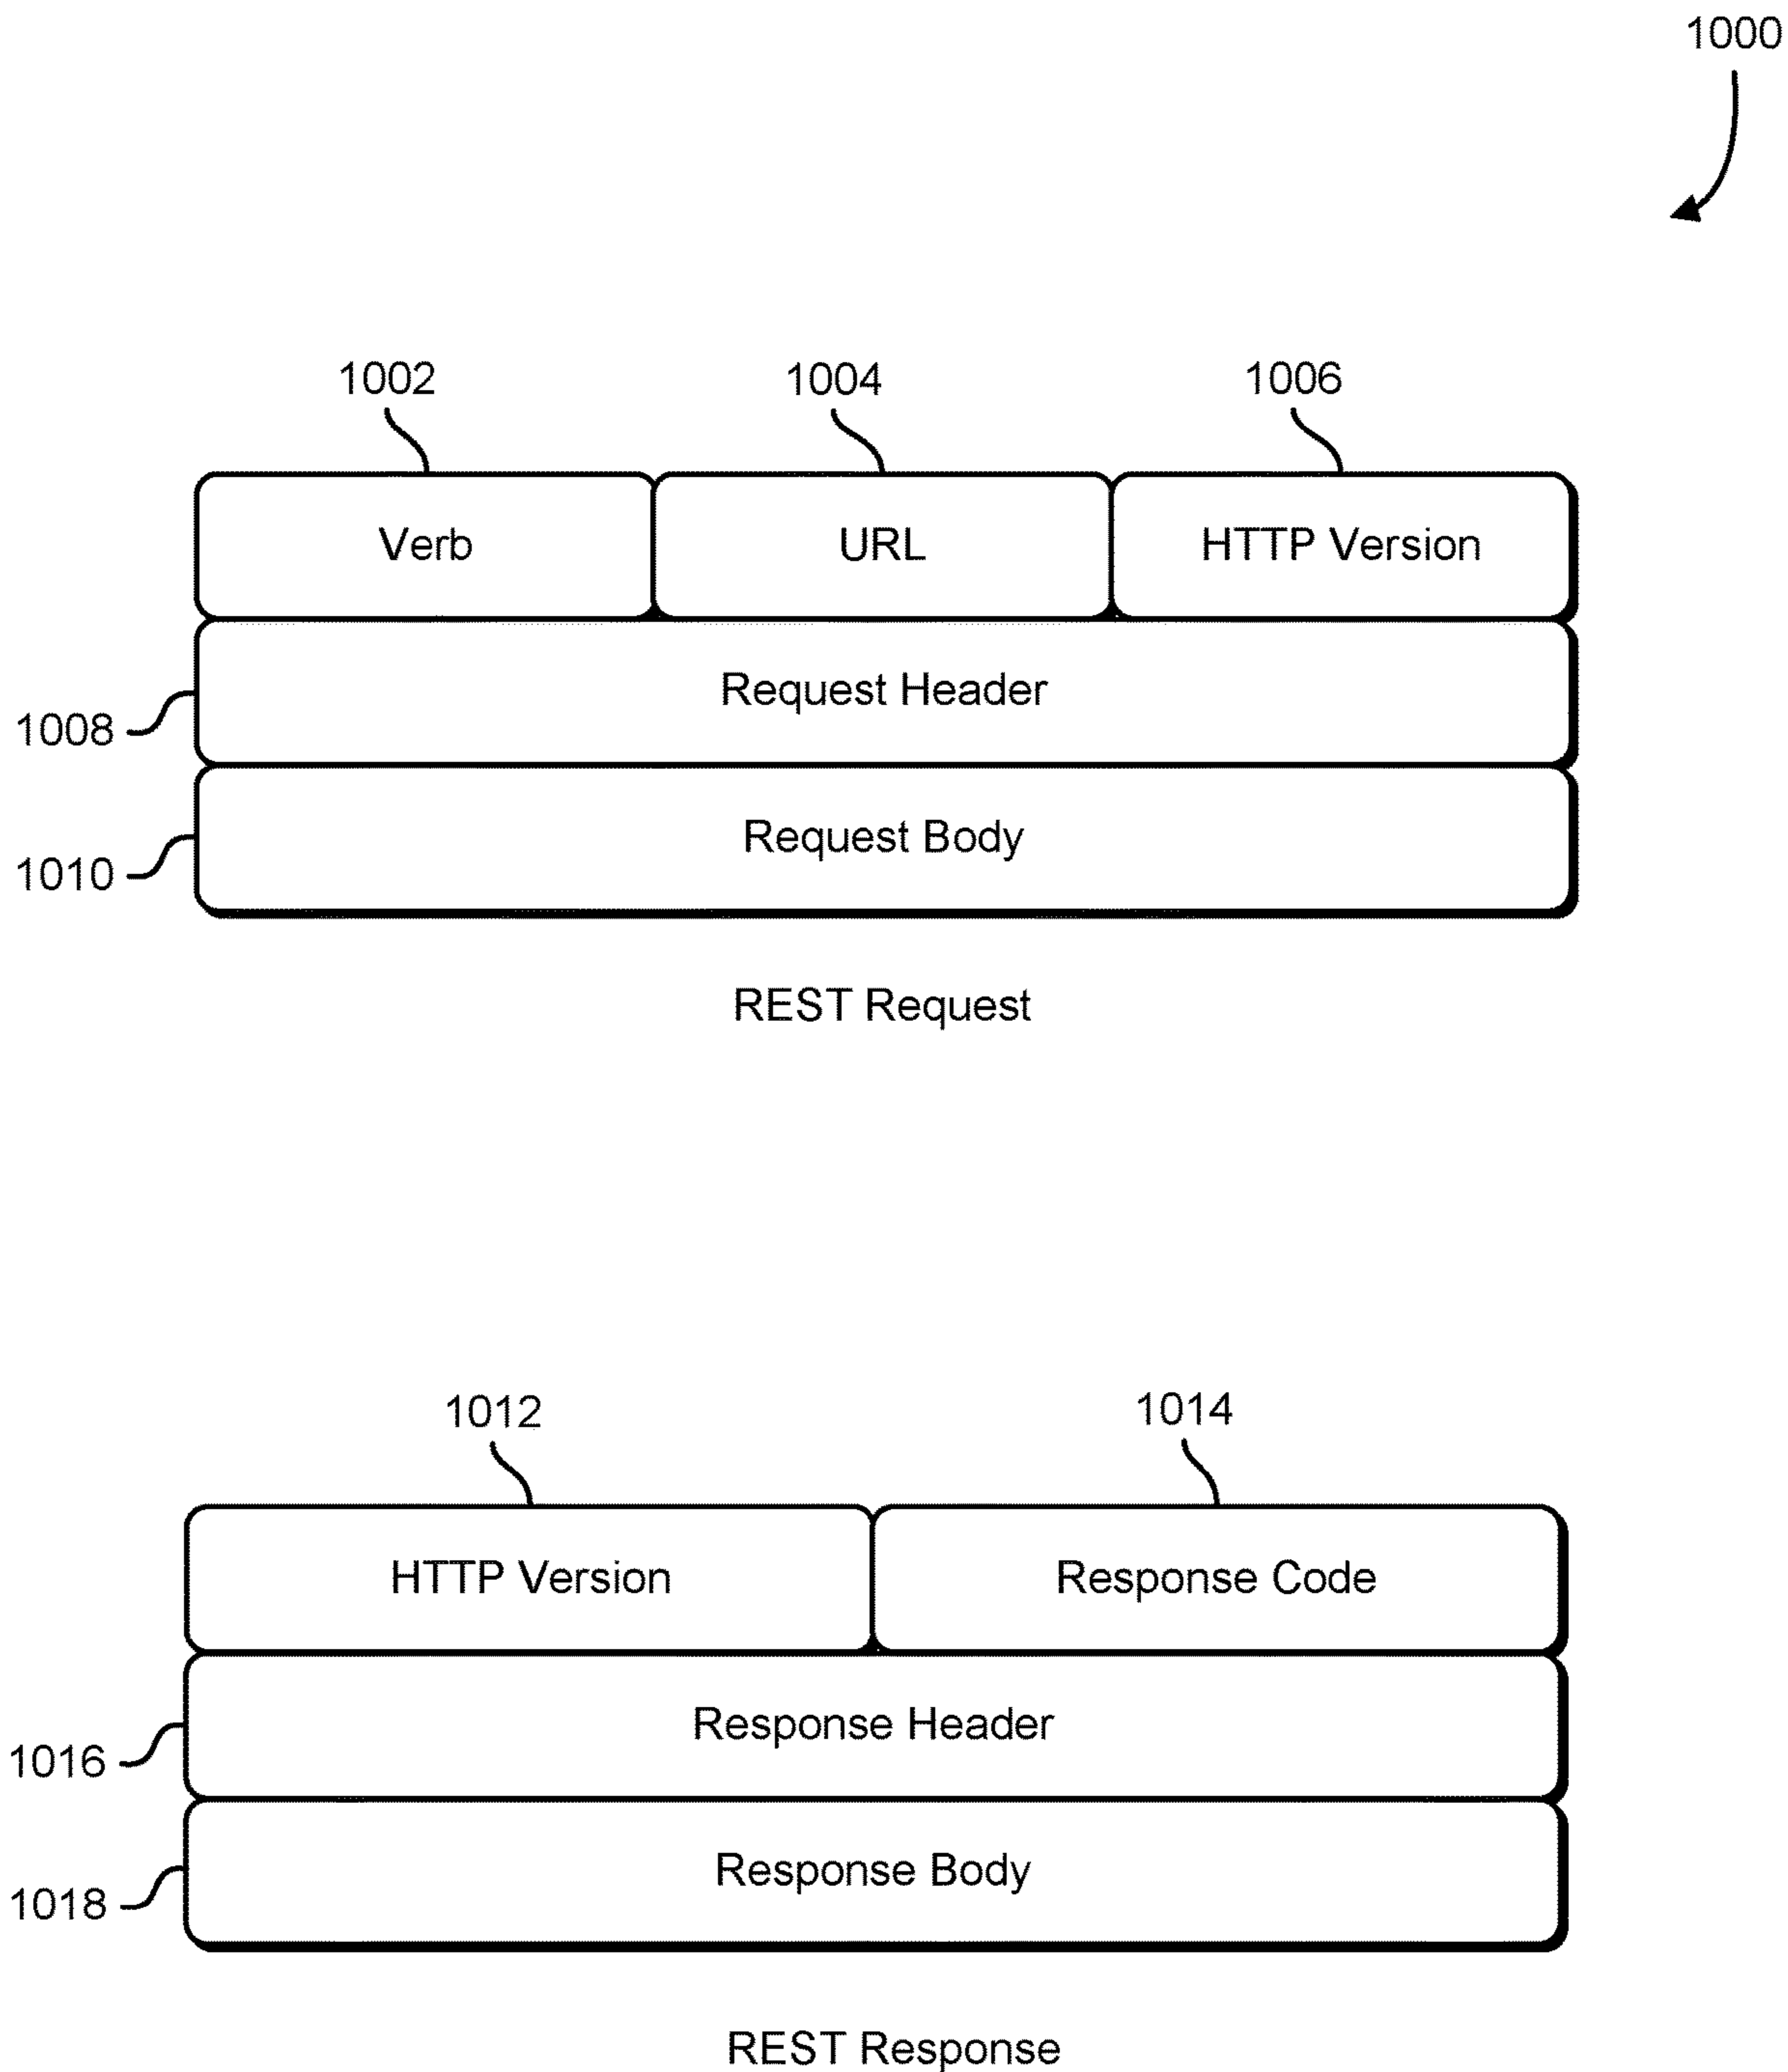 1000
1002 1004 1006
Verb URL HTTP Version
Request Header
1008
Request Body
1010
REST Request
1012 1014
HTTP Version Response Code
Response Header
1016
Response Body
1018
REST Response